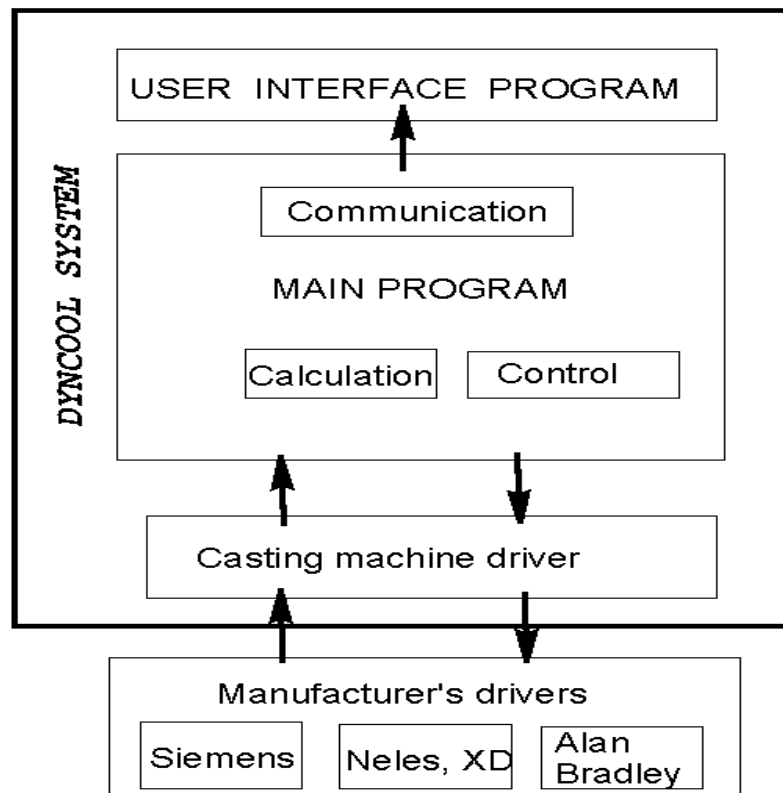 USER INTERFACE PROGRAM
DYNCOOL SYSTEM
Communication
MAIN PROGRAM
Calculation
Control
Casting machine driver
Manufacturer's drivers
Siemens
Neles, XD
Alan
Bradley